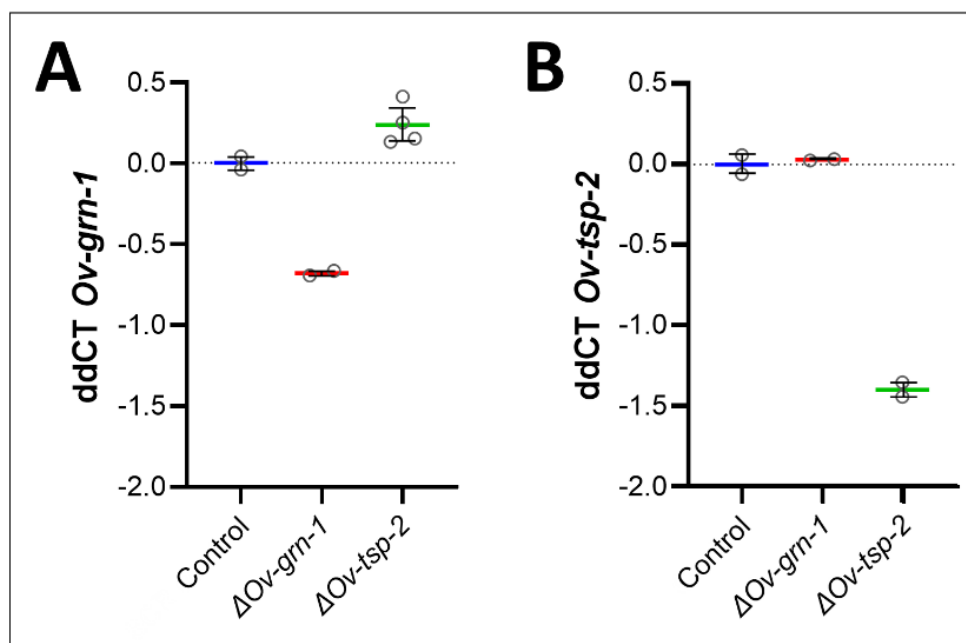 A
ddCT Ov-grn-1
0.5
0.0
-0.5
-1.0
-1.5
-2.0
Control
ΔOv-grn-1
ΔOv-tsp-2
B
ddCT Ov-tsp-2
0.5
0.0
-0.5
-1.0
-1.5
-2.0
Control
ΔOv-grn-1
ΔOv-tsp-2